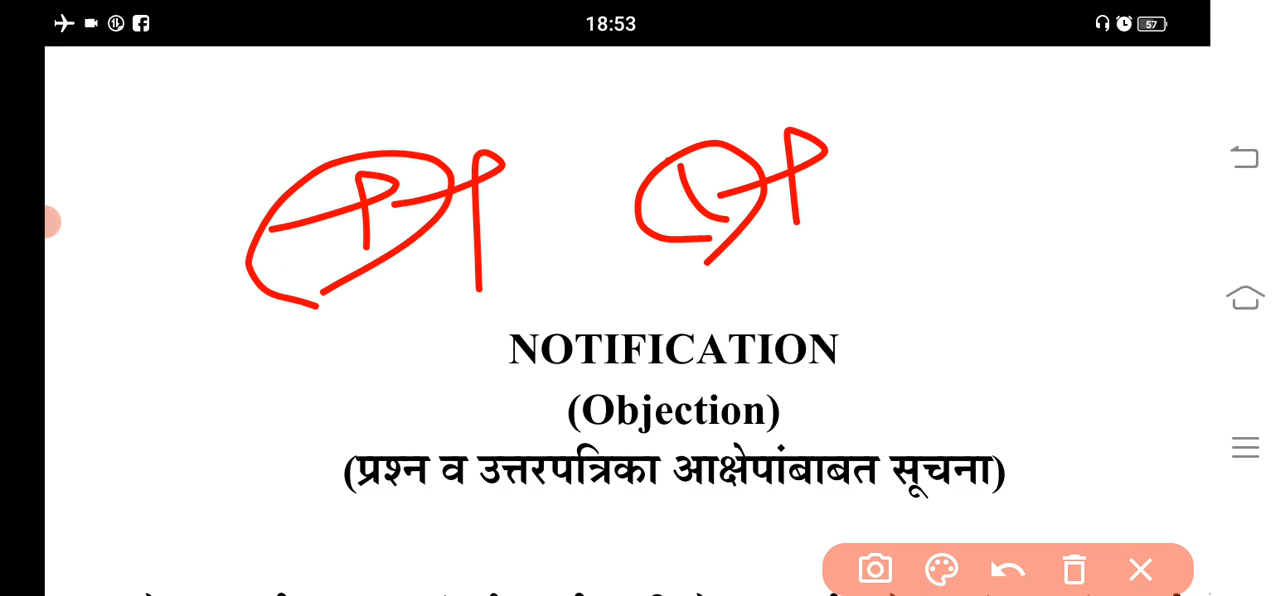 18:53
57
NOTIFICATION
(Objection)
(प्रश्न व उत्तरपत्रिका आक्षेपांबाबत सूचना)